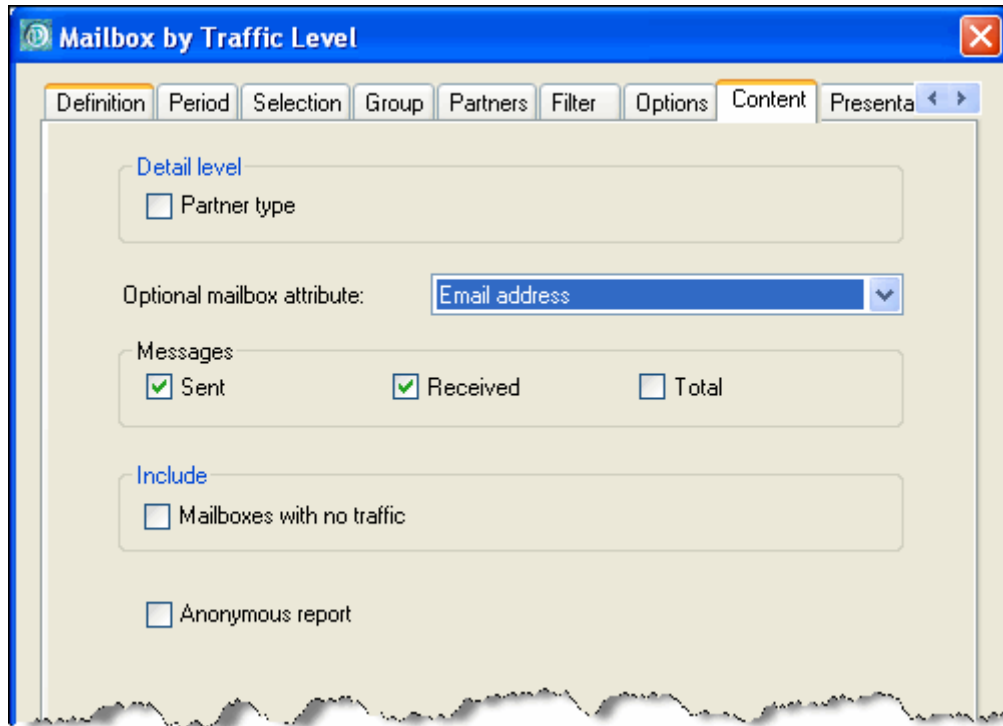 Mailbox by Traffic Level
Definition Period Selection Group Partners Filter Options Content Presenta
Detail level
Partner type
Optional mailbox attribute: Email address
Messages
Sent Received Total
Include
Mailboxes with no traffic
Anonymous report